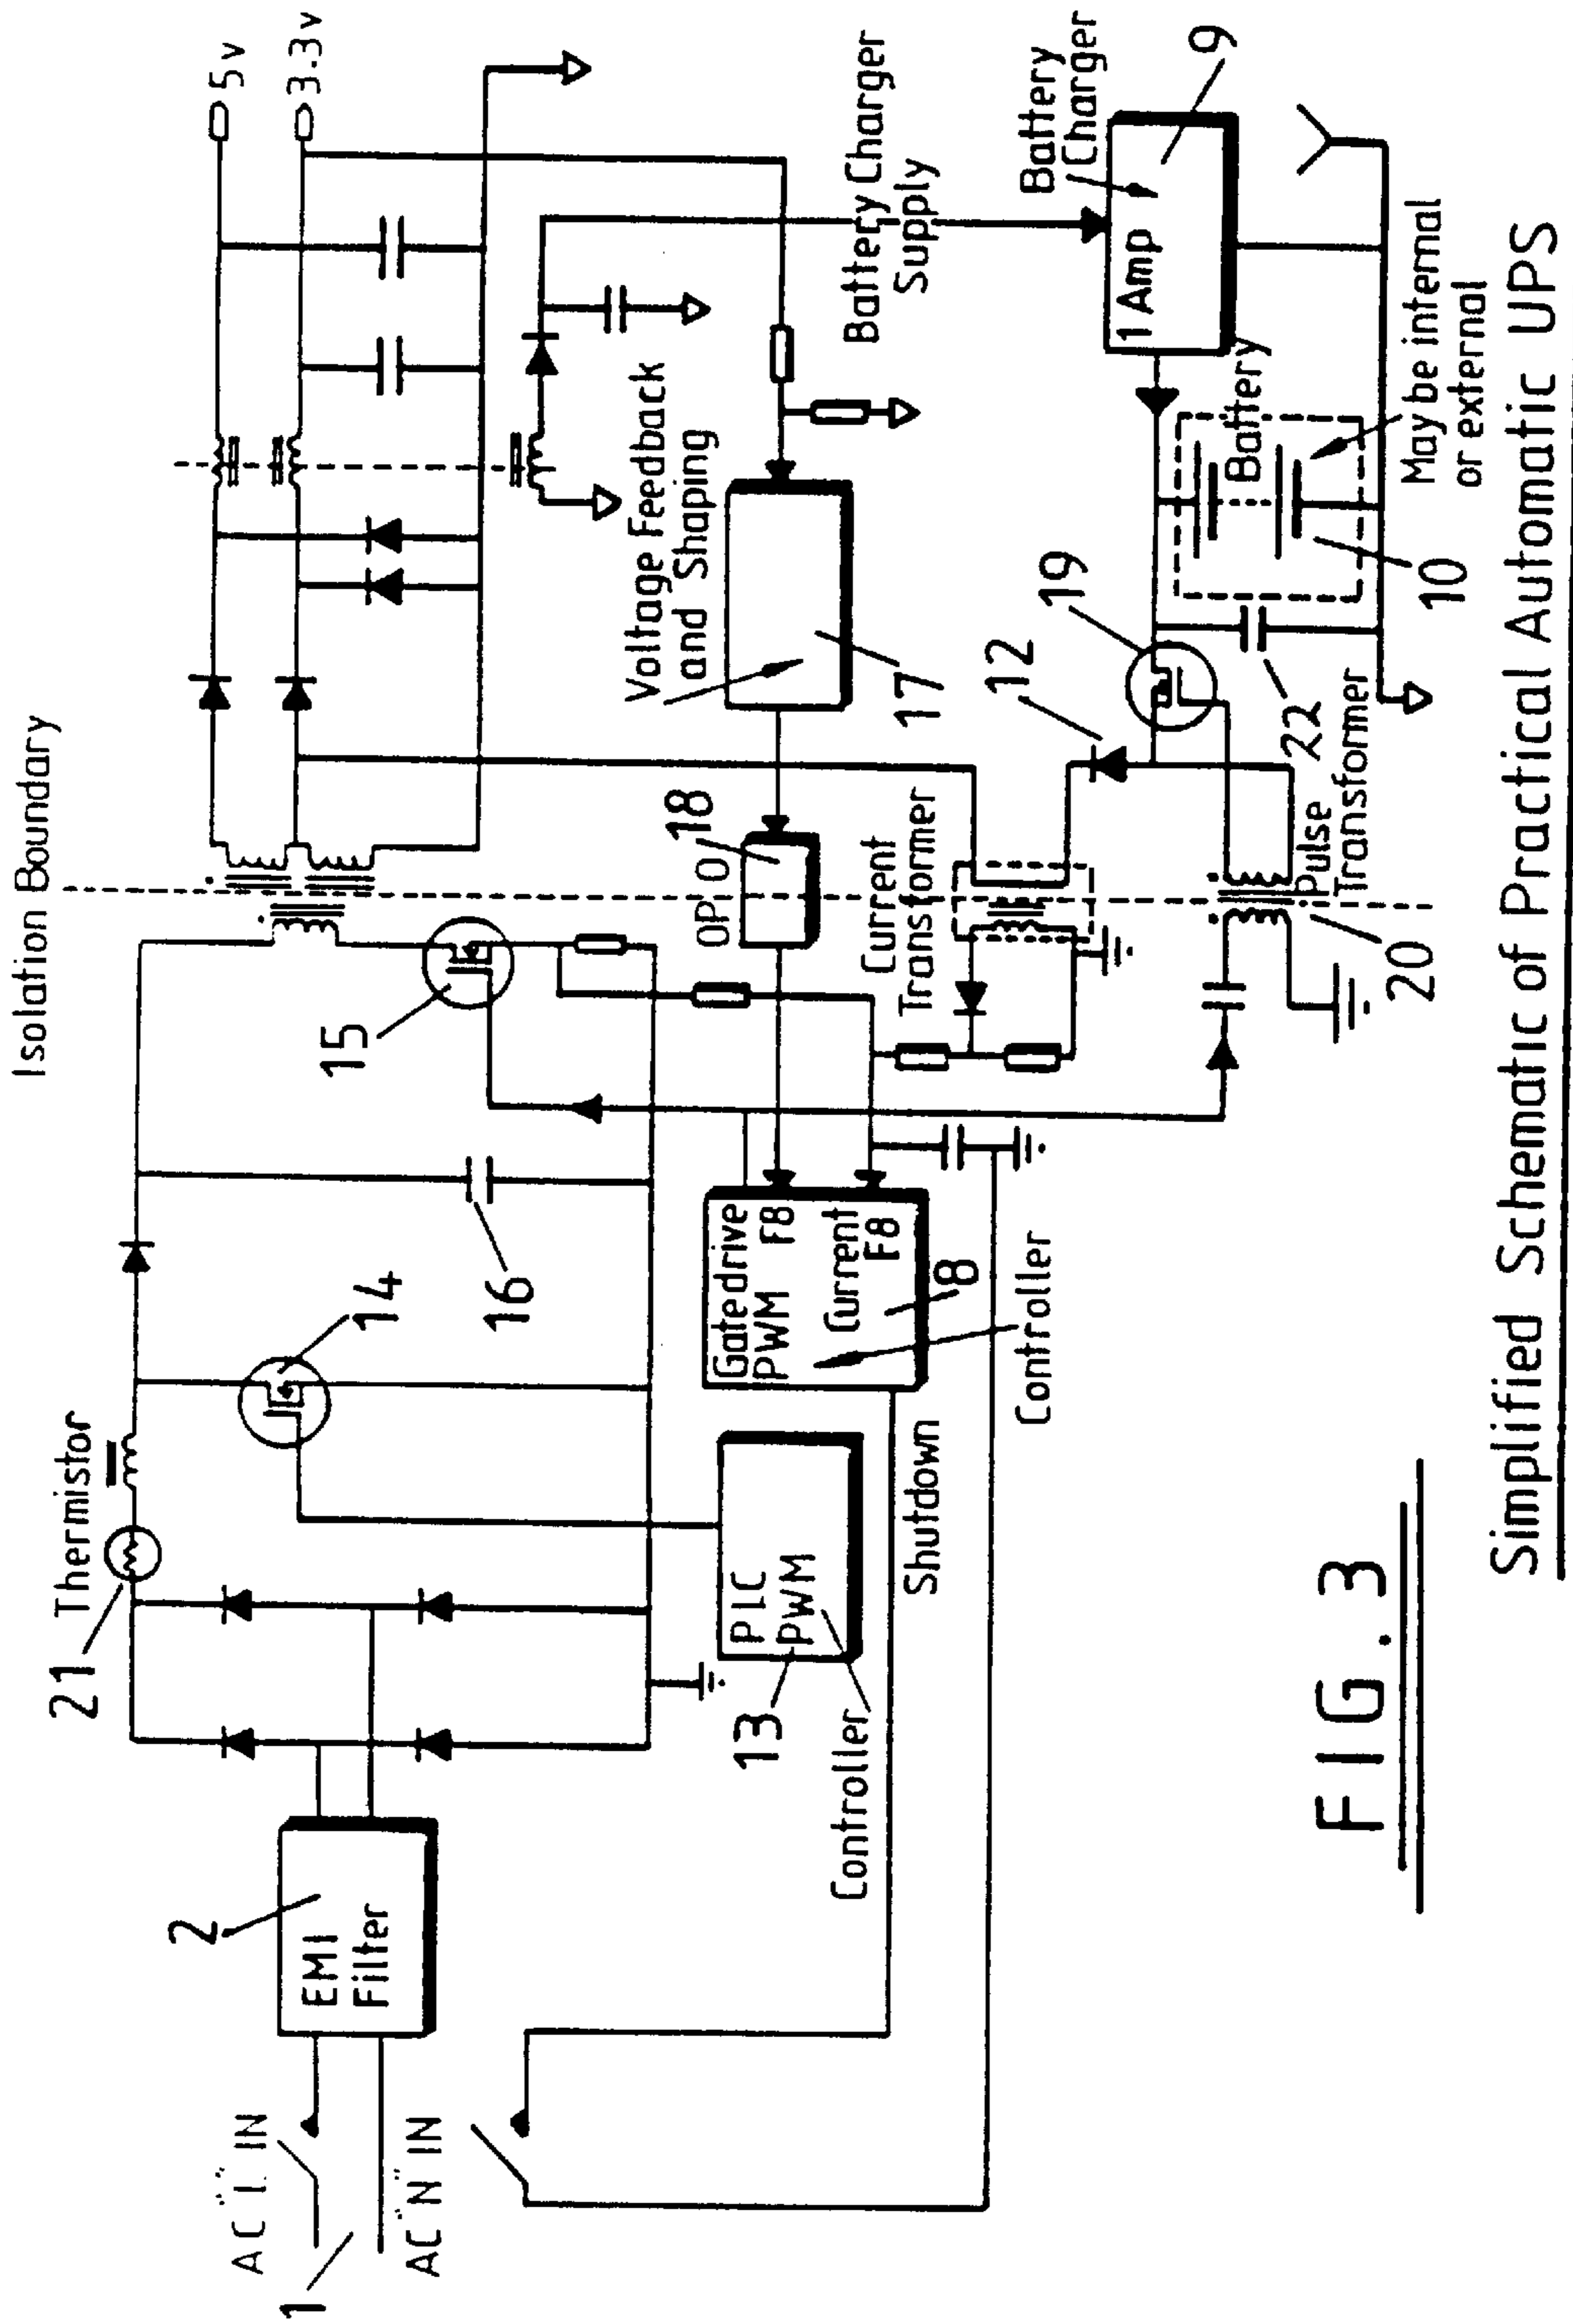 Isolation Boundary
5v
3.3v
21
Thermistor
14
15
16
2
EMI
Filter
AC "L" IN
1
AC "N" IN
Voltage Feedback
and Shaping
17
18
OPTO
Battery Charger
Supply
Gatedrive
PWM F8
Current
F8
8
Controller
Shutdown
PIC
PWM
13
Controller
Current
Transformer
12
19
Battery
Charger
9
1 Amp
Battery
10
May be internal
or external
22
Pulse
Transformer
20
FIG. 3
Simplified Schematic of Practical Automatic UPS